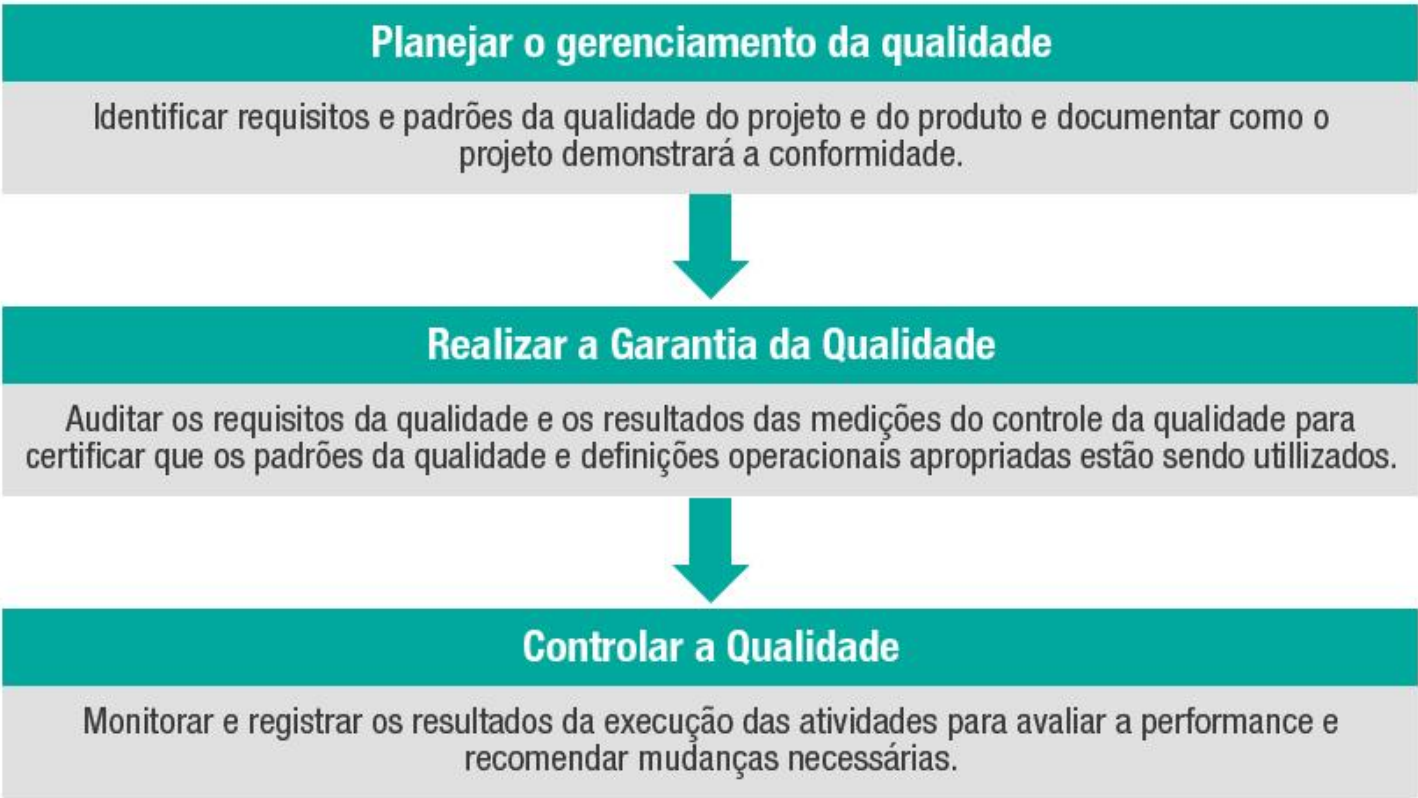 Planejar o gerenciamento da qualidade
Identificar requisitos e padrões da qualidade do projeto e do produto e documentar como o
projeto demonstrará a conformidade.
Realizar a Garantia da Qualidade
Auditar os requisitos da qualidade e os resultados das medições do controle da qualidade para
certificar que os padrões da qualidade e definições operacionais apropriadas estão sendo utillizados.
Controlar a Qualidade
Monitorar e registrar os resultados da execução das atividades para avaliar a performance e
recomendar mudanças necessárias.